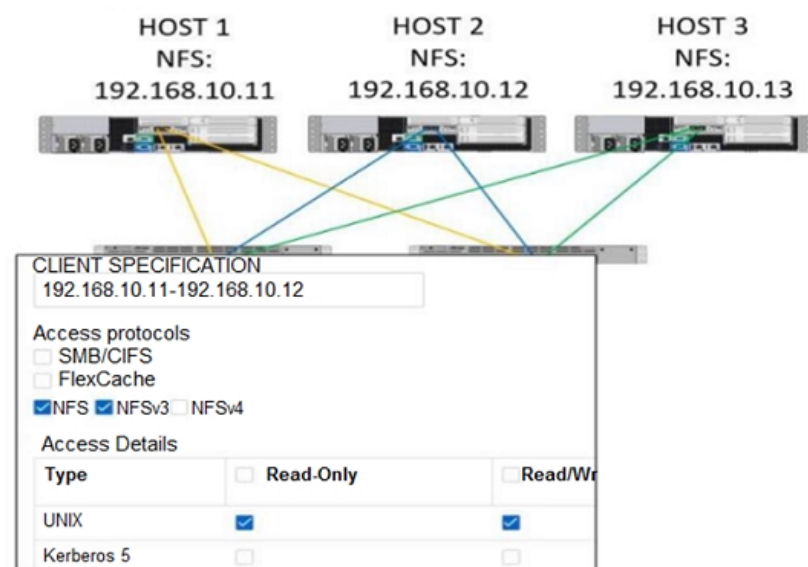 HOST 1 HOST 2 HOST 3
NFS: NFS: NFS:
192.168.10.11 192.168.10.12 192.168.10.13
CLIENT SPECIFICATION
192.168.10.11-192.168.10.12
Access protocols
SMB/CIFS
FlexCache
NFS NFSv3 NFSv4
Access Details
Type Read-Only Read/Wr
UNIX
Kerberos 5